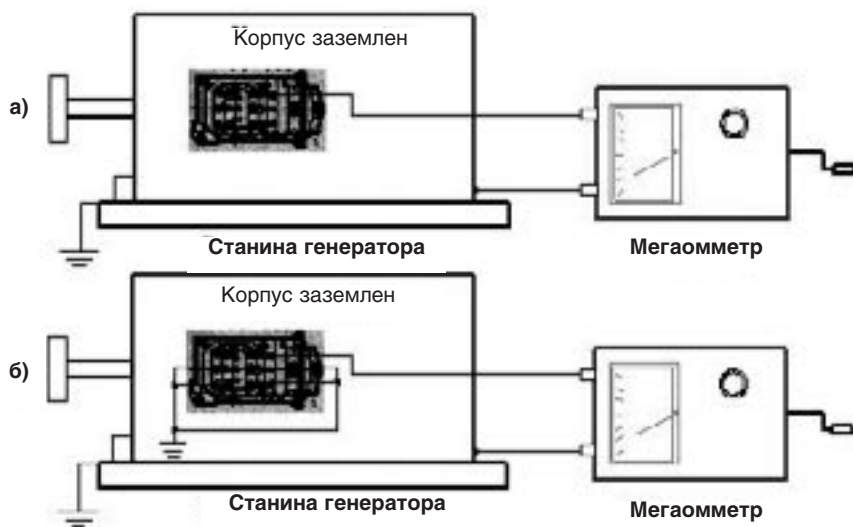 Корпус заземлен
а)
Станина генератора
Мегаомметр
Корпус заземлен
б)
Станина генератора
Мегаомметр